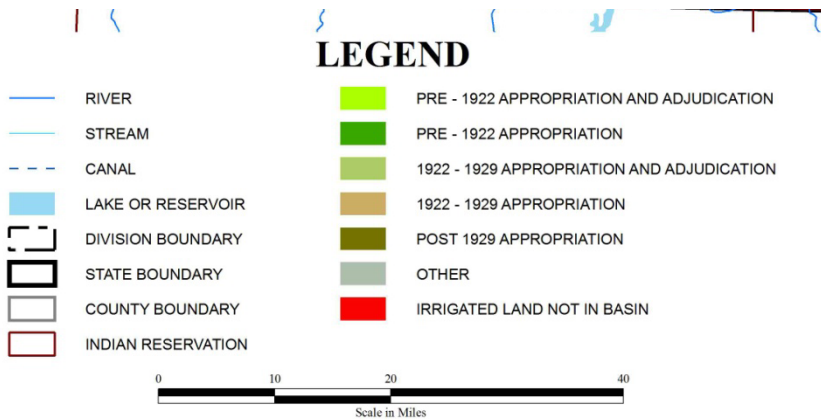 LEGEND
RIVER
STREAM
CANAL
LAKE OR RESERVOIR
DIVISION BOUNDARY
STATE BOUNDARY
COUNTY BOUNDARY
INDIAN RESERVATION
PRE - 1922 APPROPRIATION AND ADJUDICATION
PRE - 1922 APPROPRIATION
1922 - 1929 APPROPRIATION AND ADJUDICATION
1922 - 1929 APPROPRIATION
POST 1929 APPROPRIATION
OTHER
IRRIGATED LAND NOT IN BASIN
0 10 20 40
Scale in Miles